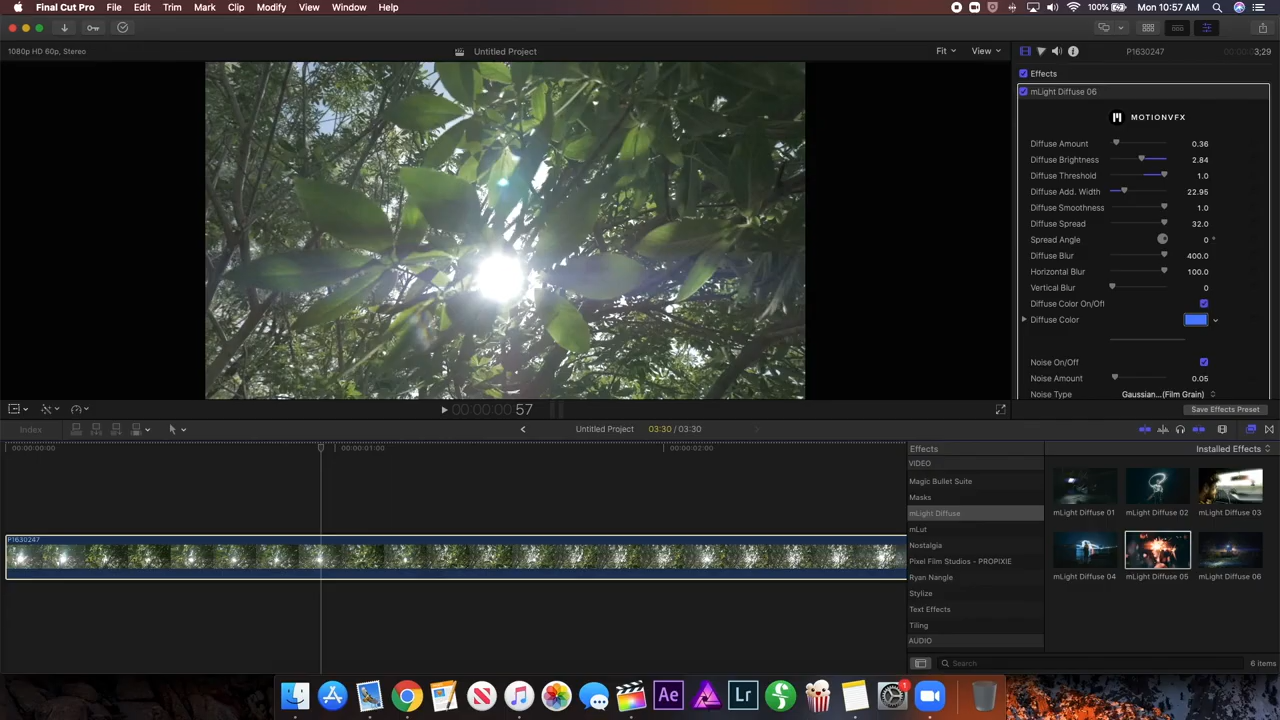 Final Cut Pro File Edit Trim Mark Clip Modify View Window Help 100% Mon 10:57 AM
1080p HD 60p, Stereo Untitled Project Fit View P1630247 3;29
Effects
mLight Diffuse 06
MOTIONVFX
Diffuse Amount 0.36
Diffuse Brightness 2.84
Diffuse Threshold 1.0
Diffuse Add. Width 22.95
Diffuse Smoothness 1.0
Diffuse Spread 32.0
Spread Angle 0 °
Diffuse Blur 400.0
Horizontal Blur 100.0
Vertical Blur 0
Diffuse Color On/Off
Diffuse Color
Noise On/Off
Noise Amount 0.05
Noise Type Gaussian...(Film Grain)
00:00:00:57 Save Effects Preset
Index Untitled Project 03:30 / 03:30
00:00:00:00 00:00:01:00 00:00:02:00
Effects Installed Effects
VIDEO
Magic Bullet Suite
Masks
mLight Diffuse
mLut
Nostalgia
Pixel Film Studios - PROPIXIE
Ryan Nangle
Stylize
Text Effects
Tiling
AUDIO
mLight Diffuse 01 mLight Diffuse 02 mLight Diffuse 03
mLight Diffuse 04 mLight Diffuse 05 mLight Diffuse 06
P1630247
Search 6 items
Ae Lr 1